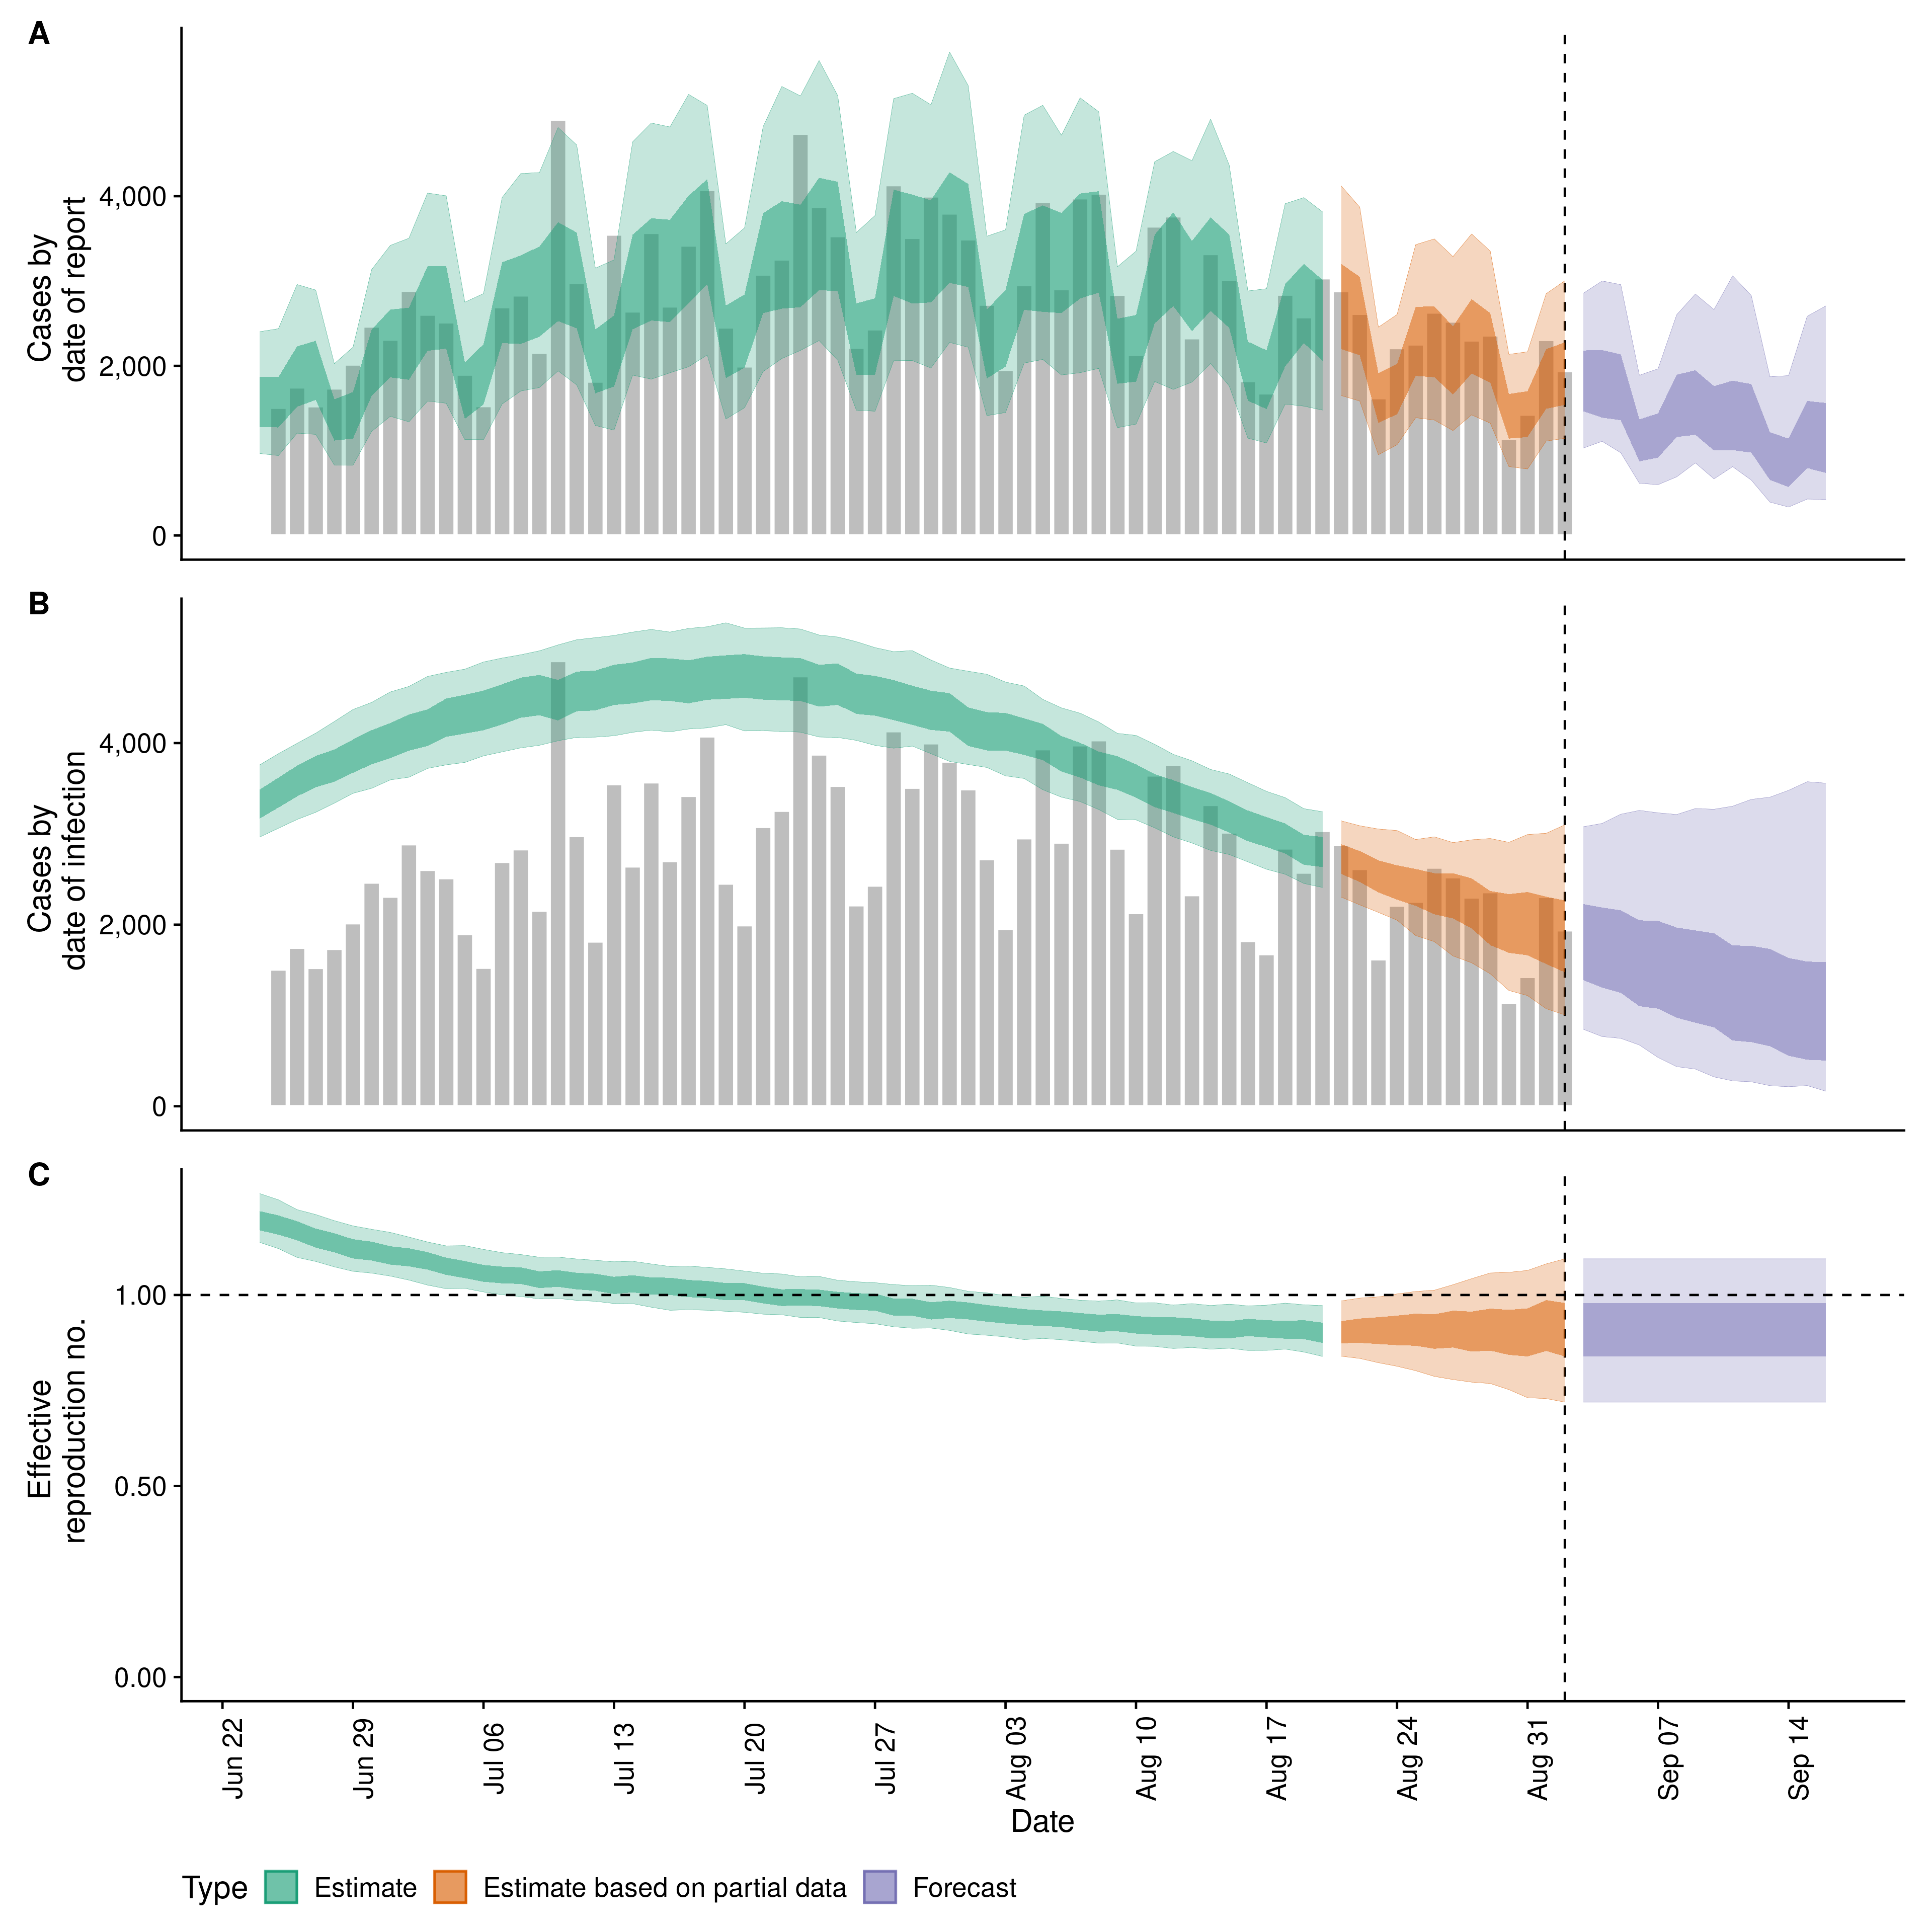 A
Cases by
date of report
4,000
2,000
0
B
Cases by
date of infection
4,000
2,000
0
C
Effective
reproduction no.
1.00
0.50
0.00
Jun 22
Jun 29
Jul 06
Jul 13
Jul 20
Jul 27
Aug 03
Aug 10
Aug 17
Aug 24
Aug 31
Sep 07
Sep 14
Date
Type Estimate Estimate based on partial data Forecast